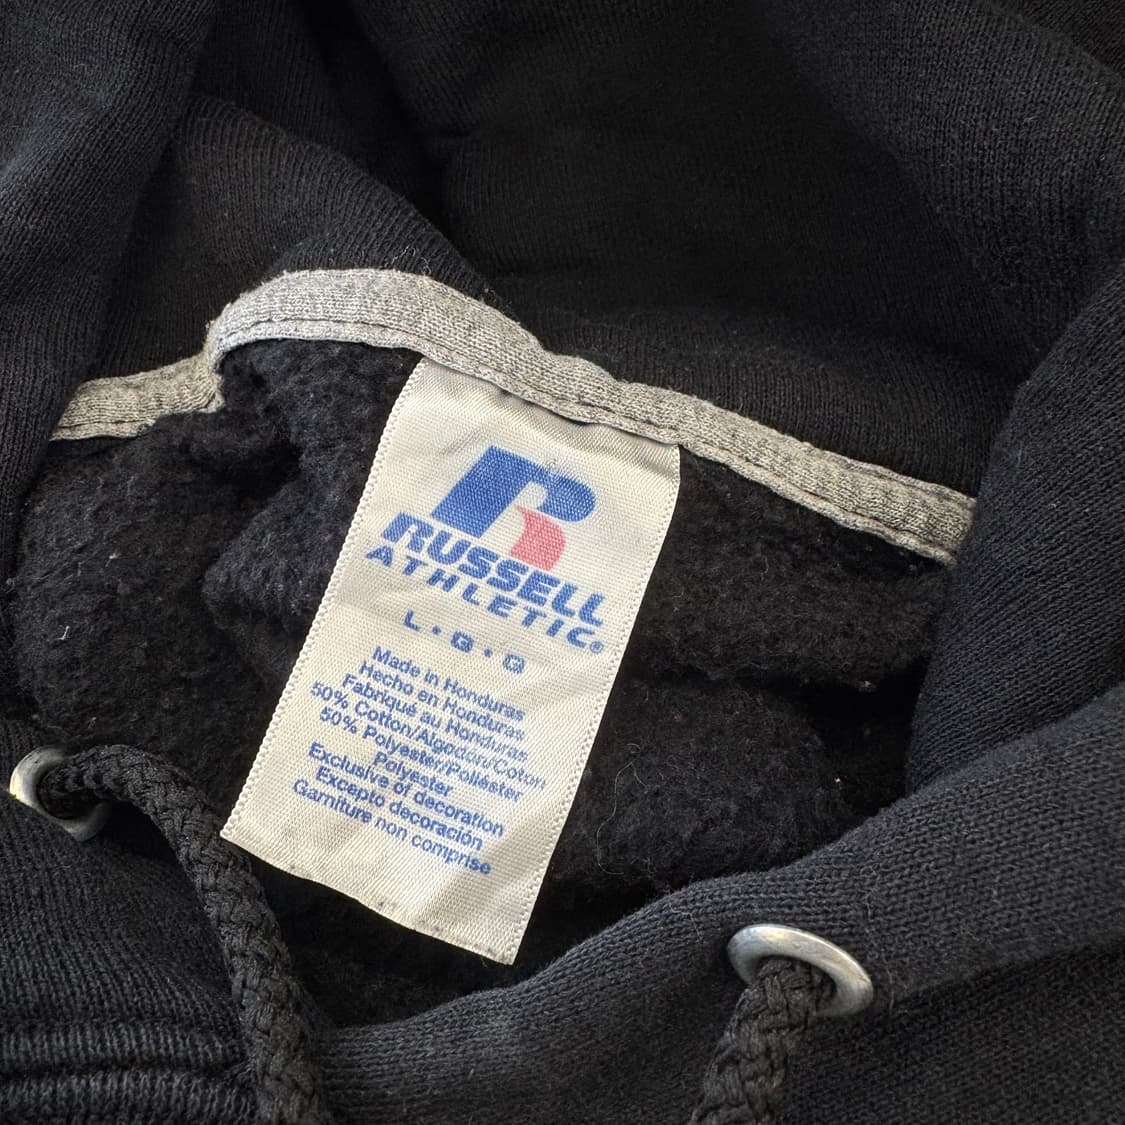 RUSSELL
ATHLETIC®
L • G • G
Made in Honduras
Hecho en Honduras
Fabriqué au Honduras
50% Cotton/Algodón/Coton
50% Polyester/Poliéster
Polyester
Exclusive of decoration
Excepto decoración
Garniture non comprise